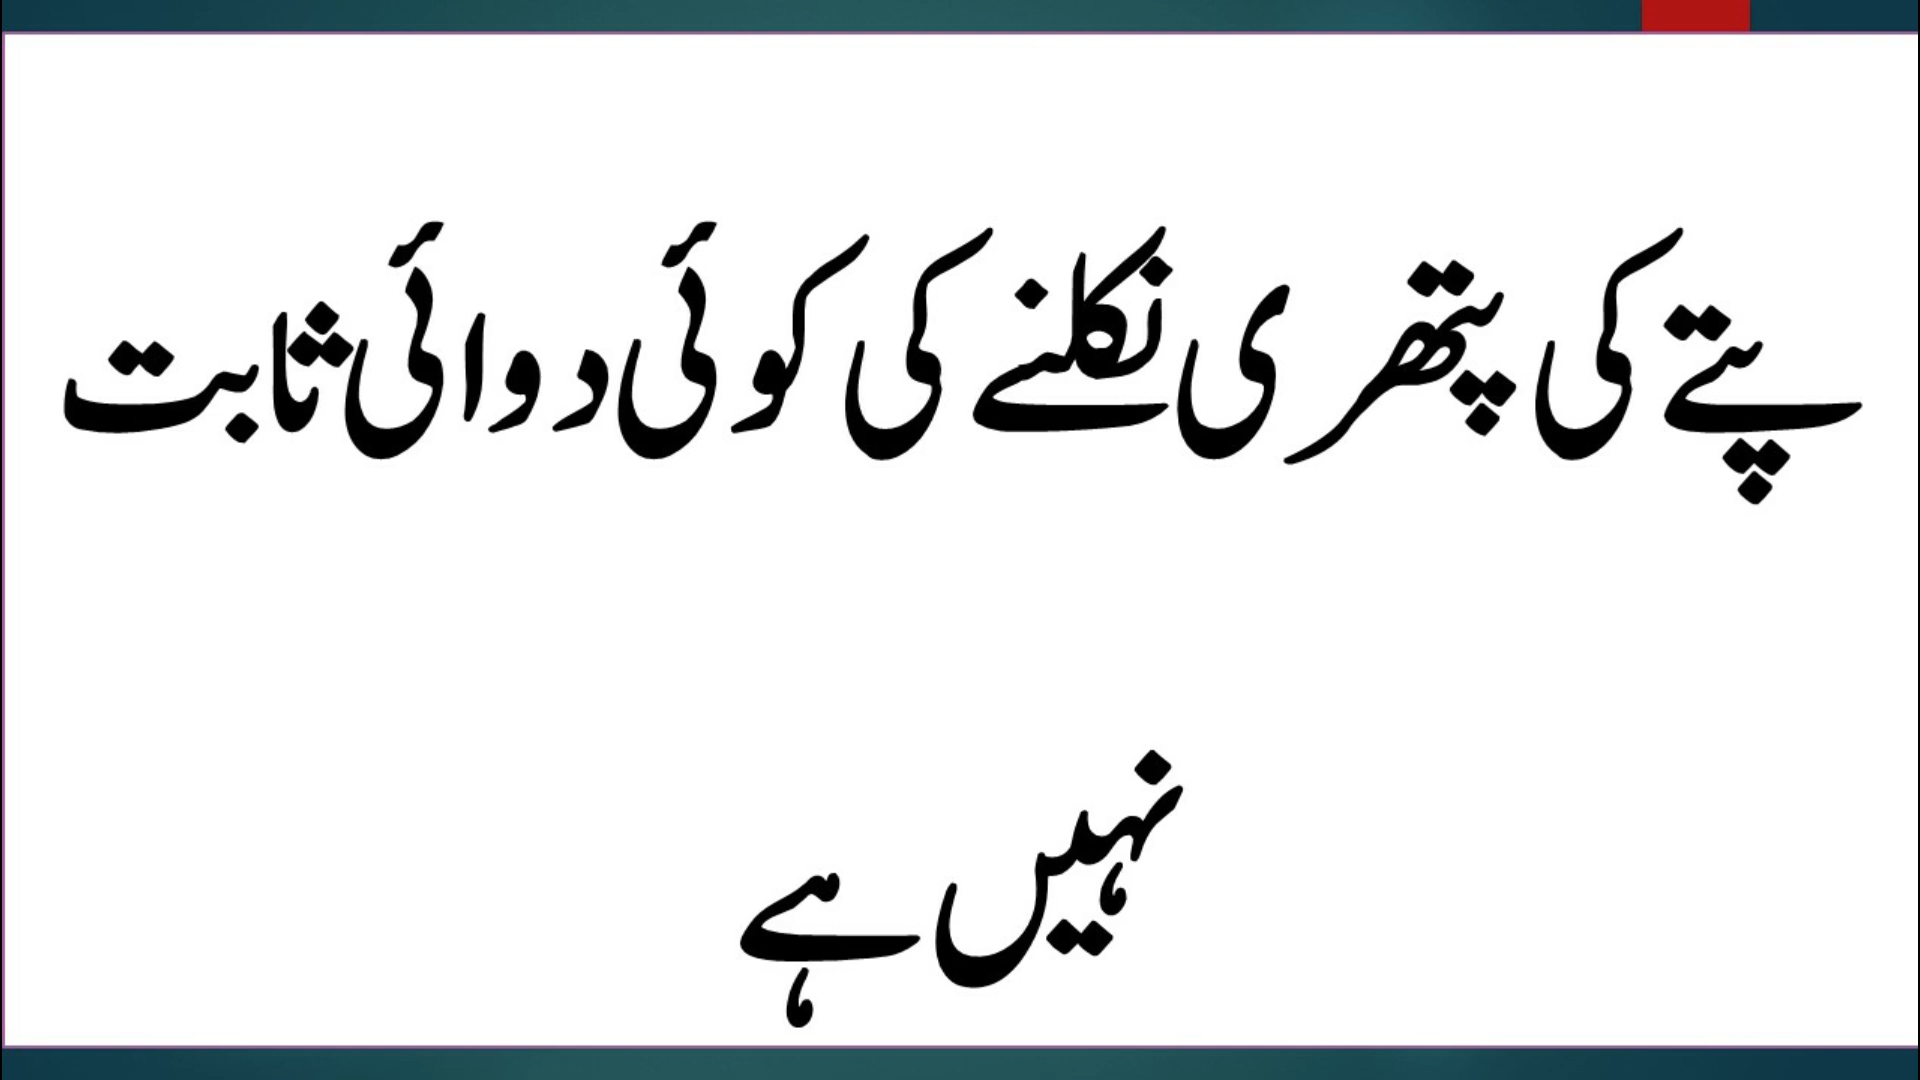 پتے کی پتھری نکلنے کی کوئی دوائی ثابت
نہیں ہے